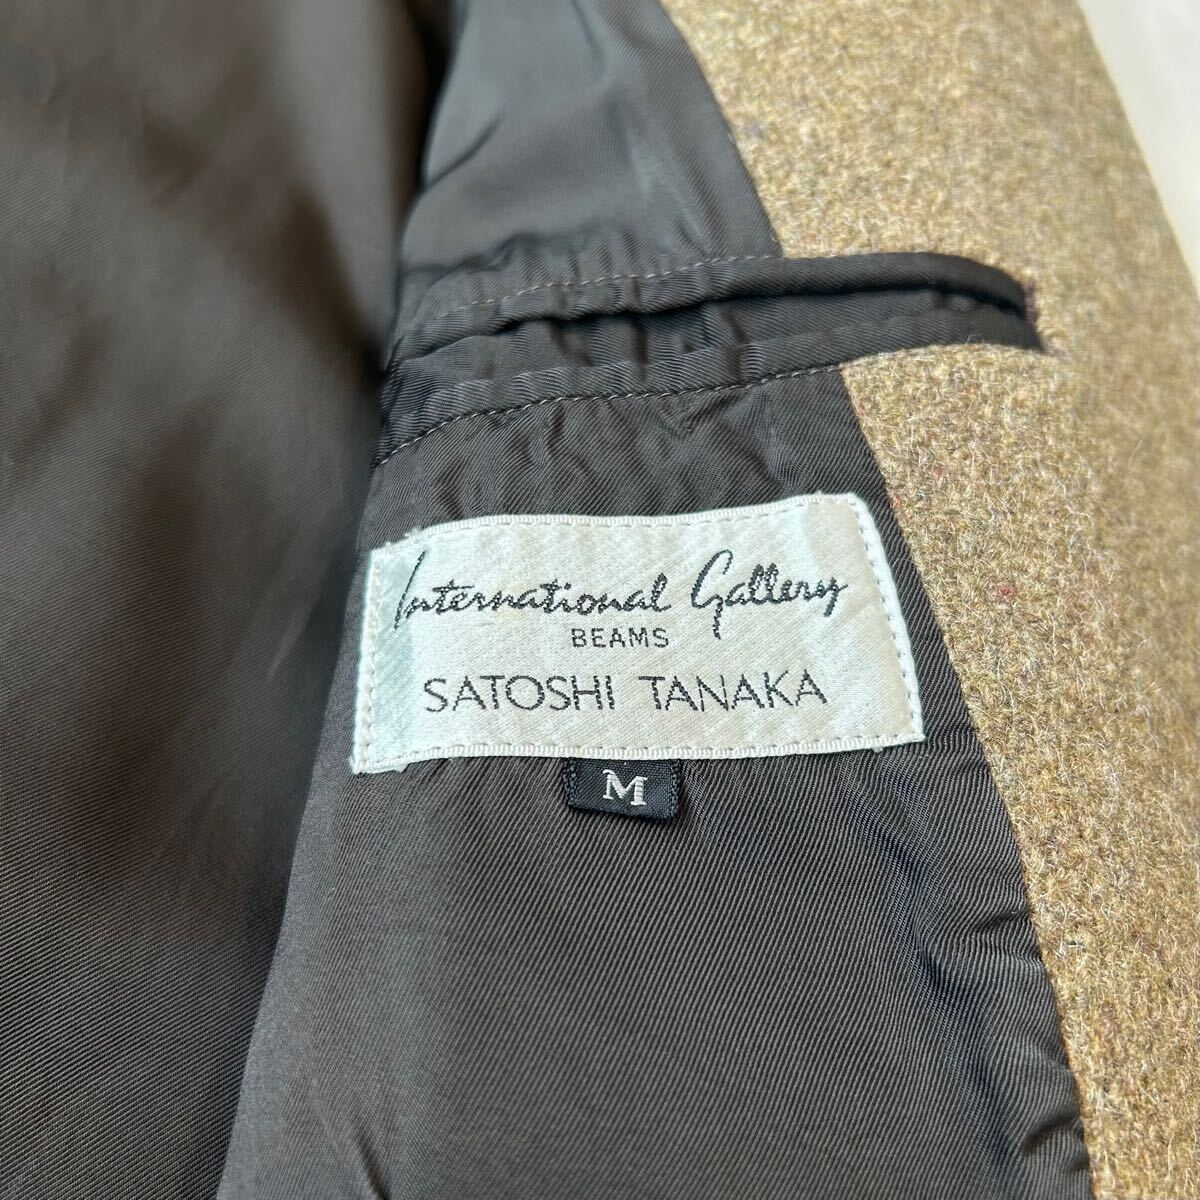 International Gallery
BEAMS
SATOSHI TANAKA
M